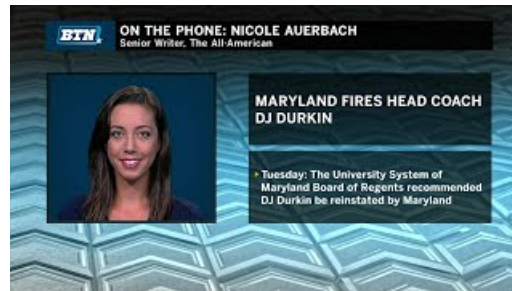 BTN
ON THE PHONE: NICOLE AUERBACH
Senior Writer, The All-American
MARYLAND FIRES HEAD COACH
DJ DURKIN
Tuesday: The University System of
Maryland Board of Regents recommended
DJ Durkin be reinstated by Maryland